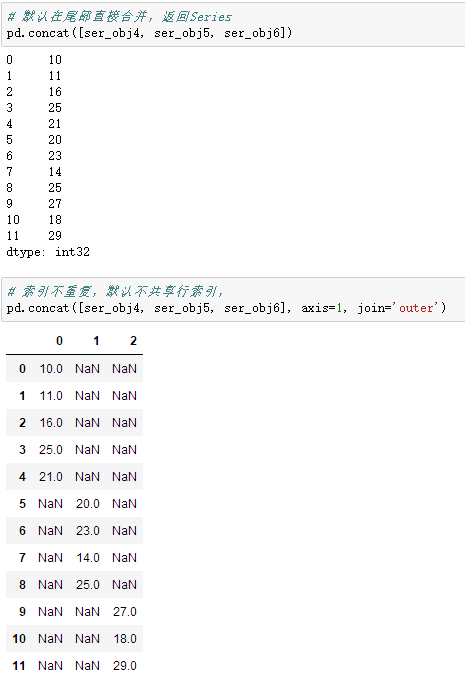 # 默认在尾部直接合并，返回Series
pd.concat([ser_obj4, ser_obj5, ser_obj6])
0 10
1 11
2 16
3 25
4 21
5 20
6 23
7 14
8 25
9 27
10 18
11 29
dtype: int32
# 索引不重复，默认不共享行索引，
pd.concat([ser_obj4, ser_obj5, ser_obj6], axis=1, join='outer')
0 1 2
0 10.0 NaN NaN
1 11.0 NaN NaN
2 16.0 NaN NaN
3 25.0 NaN NaN
4 21.0 NaN NaN
5 NaN 20.0 NaN
6 NaN 23.0 NaN
7 NaN 14.0 NaN
8 NaN 25.0 NaN
9 NaN NaN 27.0
10 NaN NaN 18.0
11 NaN NaN 29.0